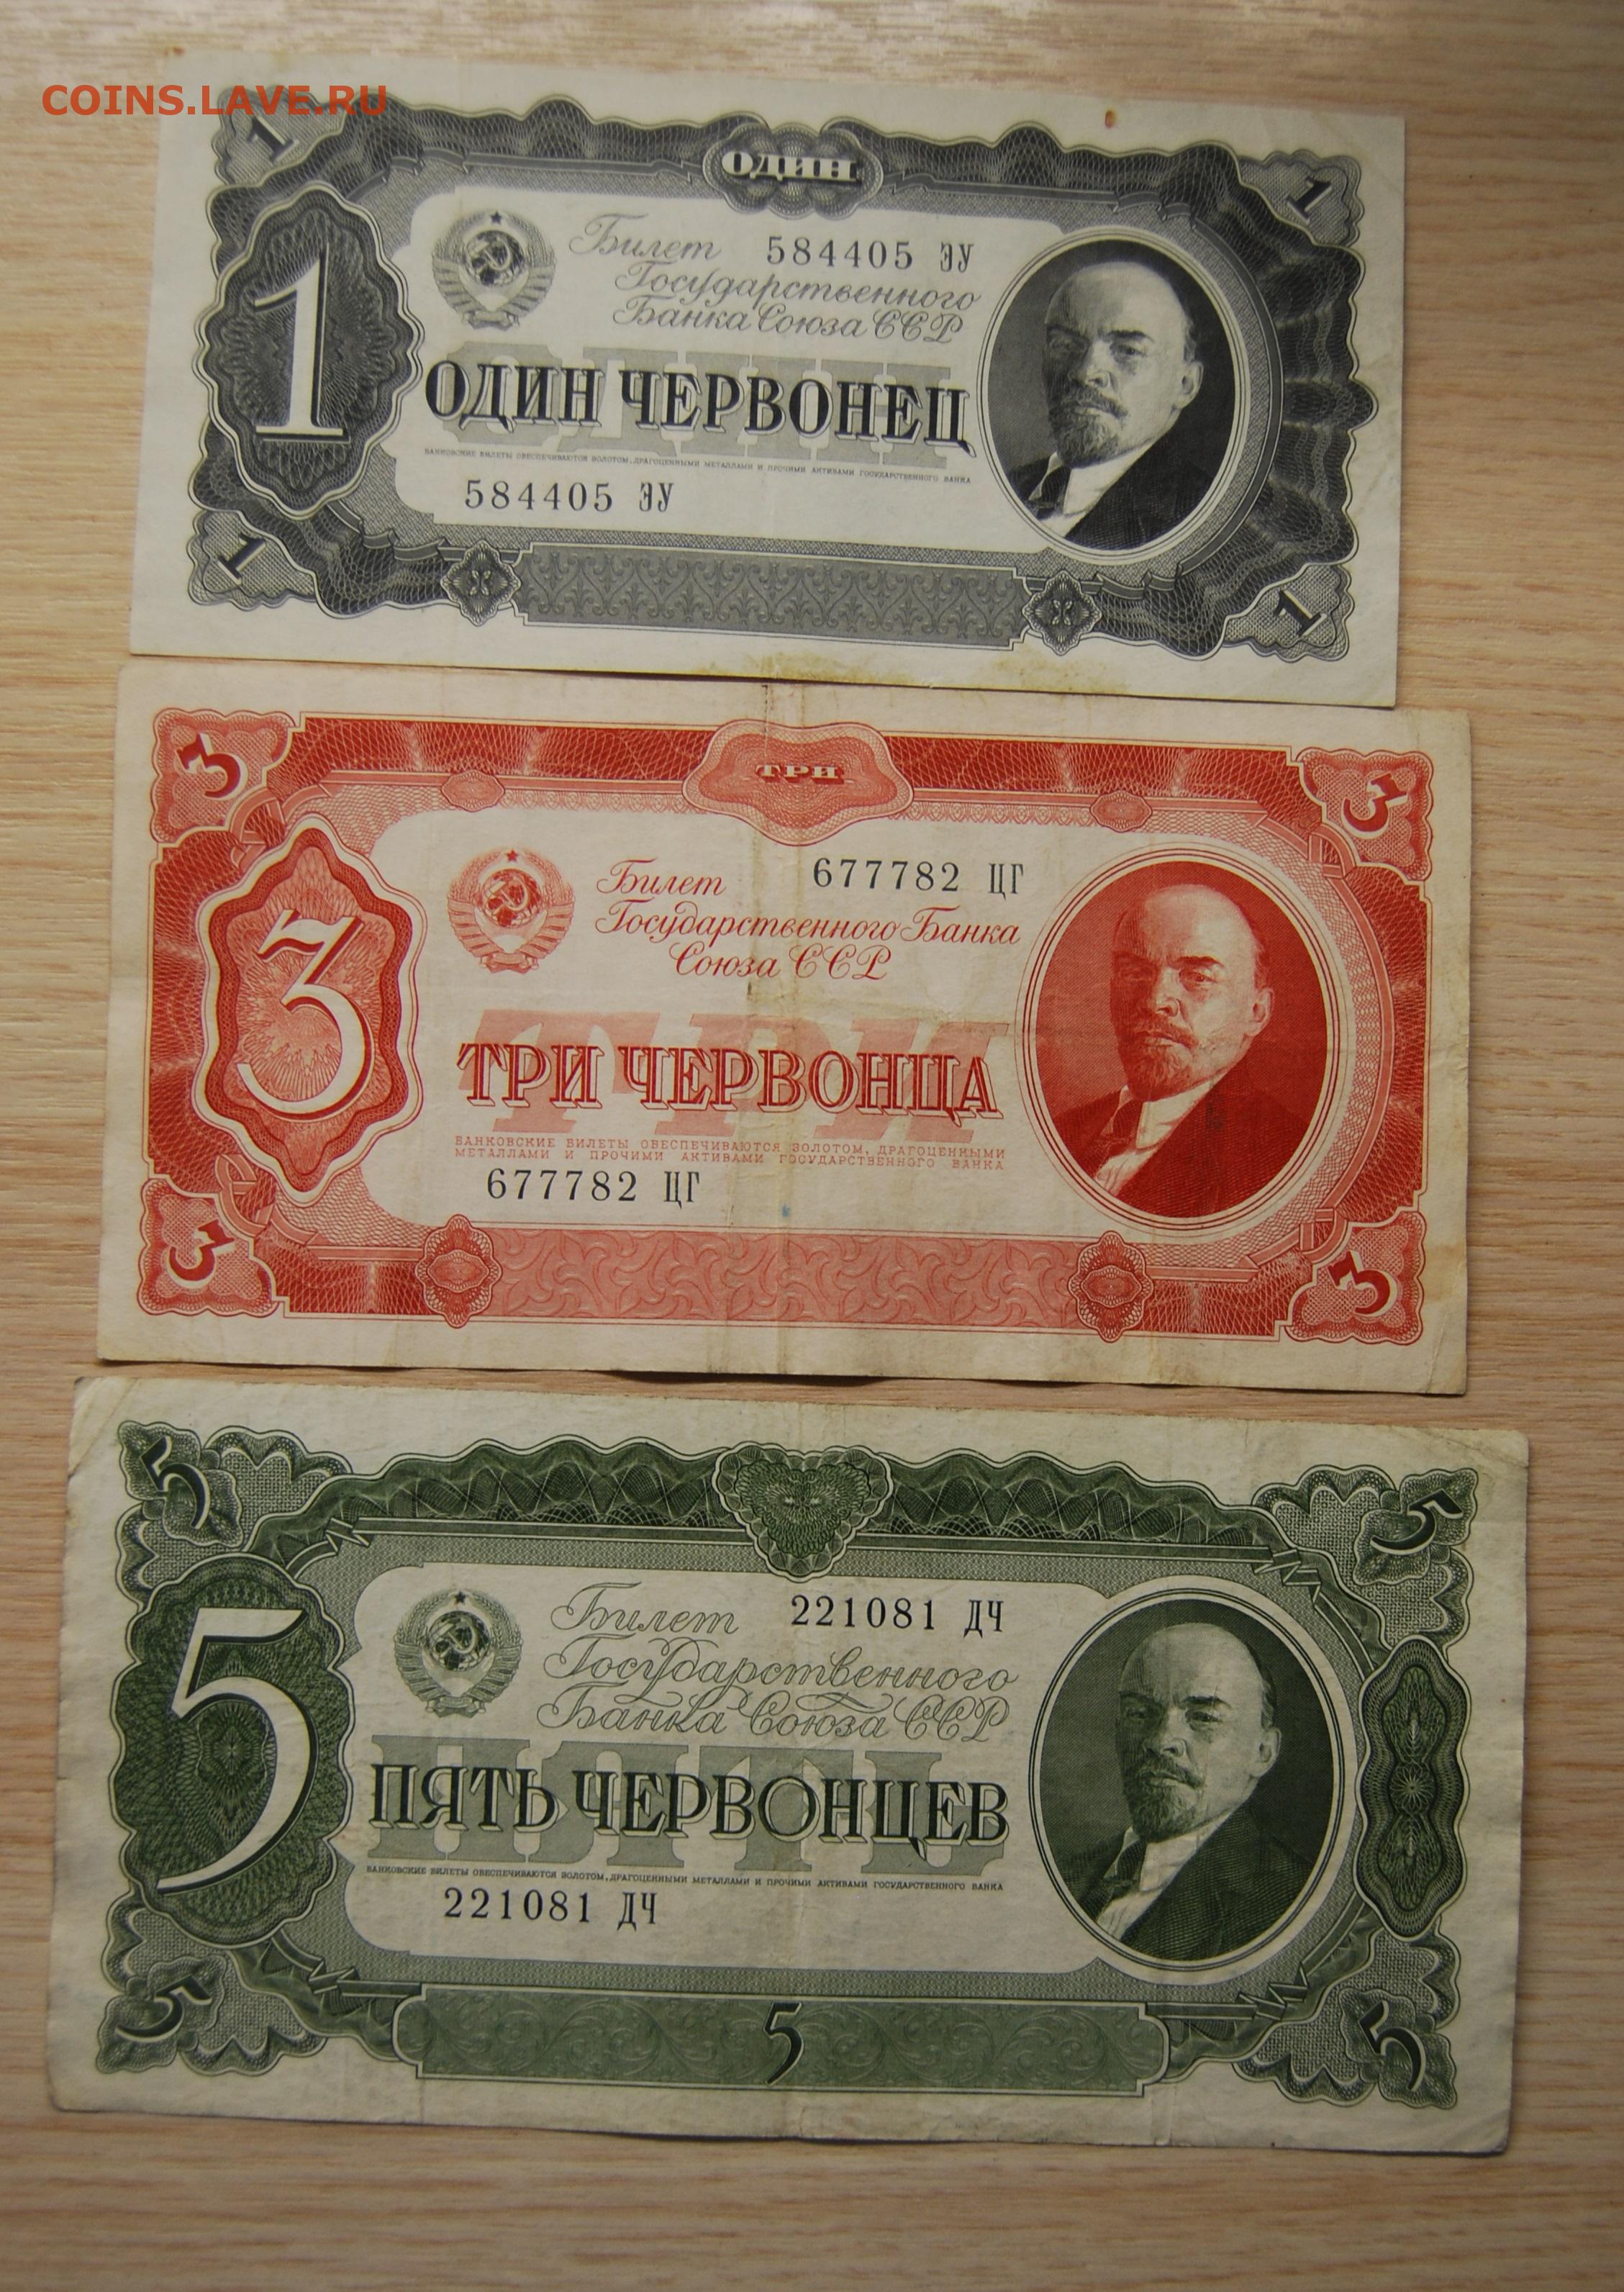 COINS.LAVE.RU
1
1
ОДИН
1
Билет 584405 ЭУ
Государственного
Банка Союза ССР
ОДИН
ОДИН ЧЕРВОНЕЦ
БАНКОВСКИЕ БИЛЕТЫ ОБЕСПЕЧИВАЮТСЯ ЗОЛОТОМ, ДРАГОЦЕННЫМИ МЕТАЛЛАМИ И ПРОЧИМИ АКТИВАМИ ГОСУДАРСТВЕННОГО БАНКА
584405 ЭУ
1
1
3
ТРИ
3
3
Билет 677782 ЦГ
Государственного Банка
Союза ССР
ТРИ
ТРИ ЧЕРВОНЦА
БАНКОВСКИЕ БИЛЕТЫ ОБЕСПЕЧИВАЮТСЯ ЗОЛОТОМ, ДРАГОЦЕННЫМИ
МЕТАЛЛАМИ И ПРОЧИМИ АКТИВАМИ ГОСУДАРСТВЕННОГО БАНКА
677782 ЦГ
3
3
5
5
5
Билет 221081 ДЧ
Государственного
Банка Союза ССР
ПЯТЬ
ПЯТЬ ЧЕРВОНЦЕВ
БАНКОВСКИЕ БИЛЕТЫ ОБЕСПЕЧИВАЮТСЯ ЗОЛОТОМ, ДРАГОЦЕННЫМИ МЕТАЛЛАМИ И ПРОЧИМИ АКТИВАМИ ГОСУДАРСТВЕННОГО БАНКА
221081 ДЧ
5
5
5